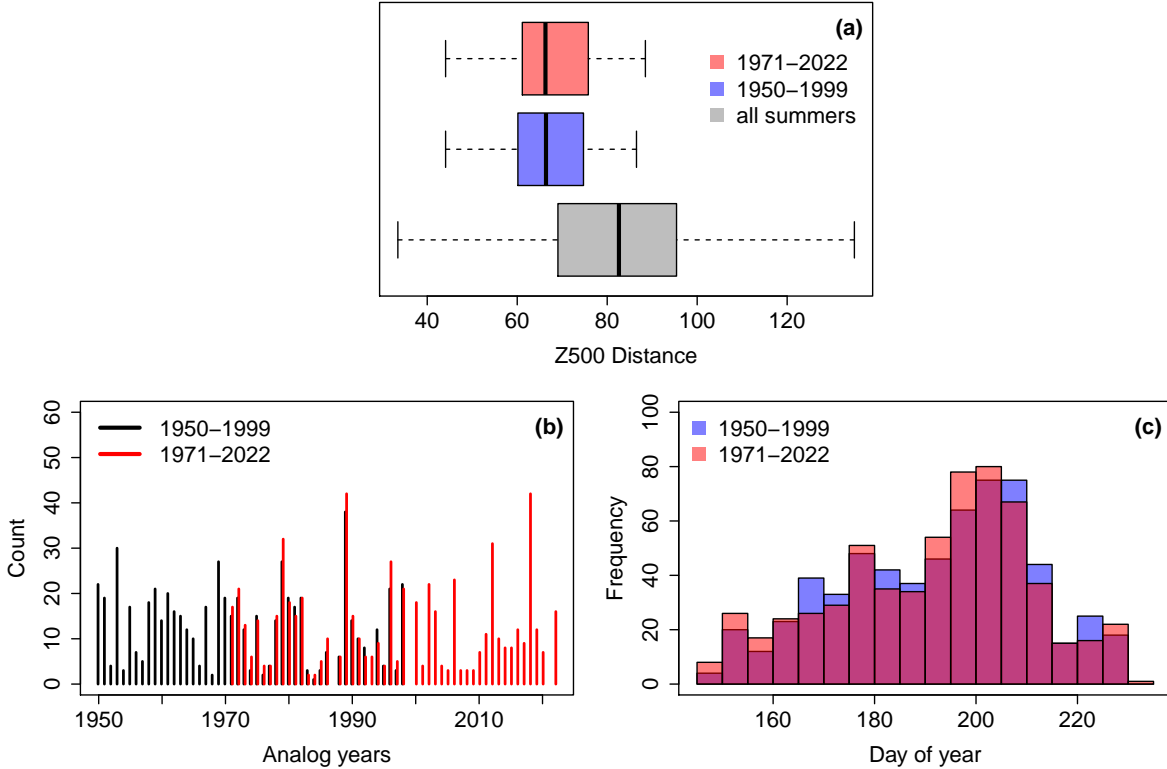 (a)
1971−2022
1950−1999
all summers
40 60 80 100 120
Z500 Distance
(b)
1950−1999
1971−2022
0 10 20 30 40 50 60
Count
1950 1970 1990 2010
Analog years
(c)
1950−1999
1971−2022
0 20 40 60 80 100
Frequency
160 180 200 220
Day of year